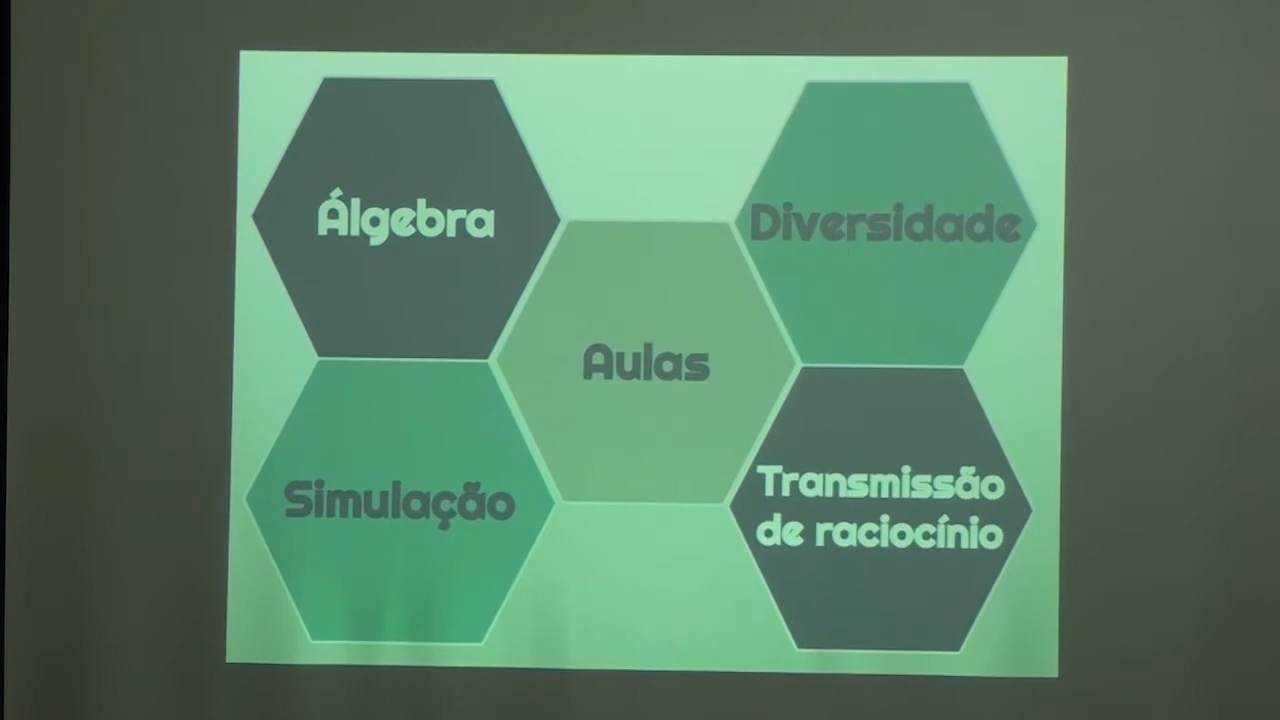 Álgebra
Diversidade
Aulas
Simulação
Transmissão
de raciocínio